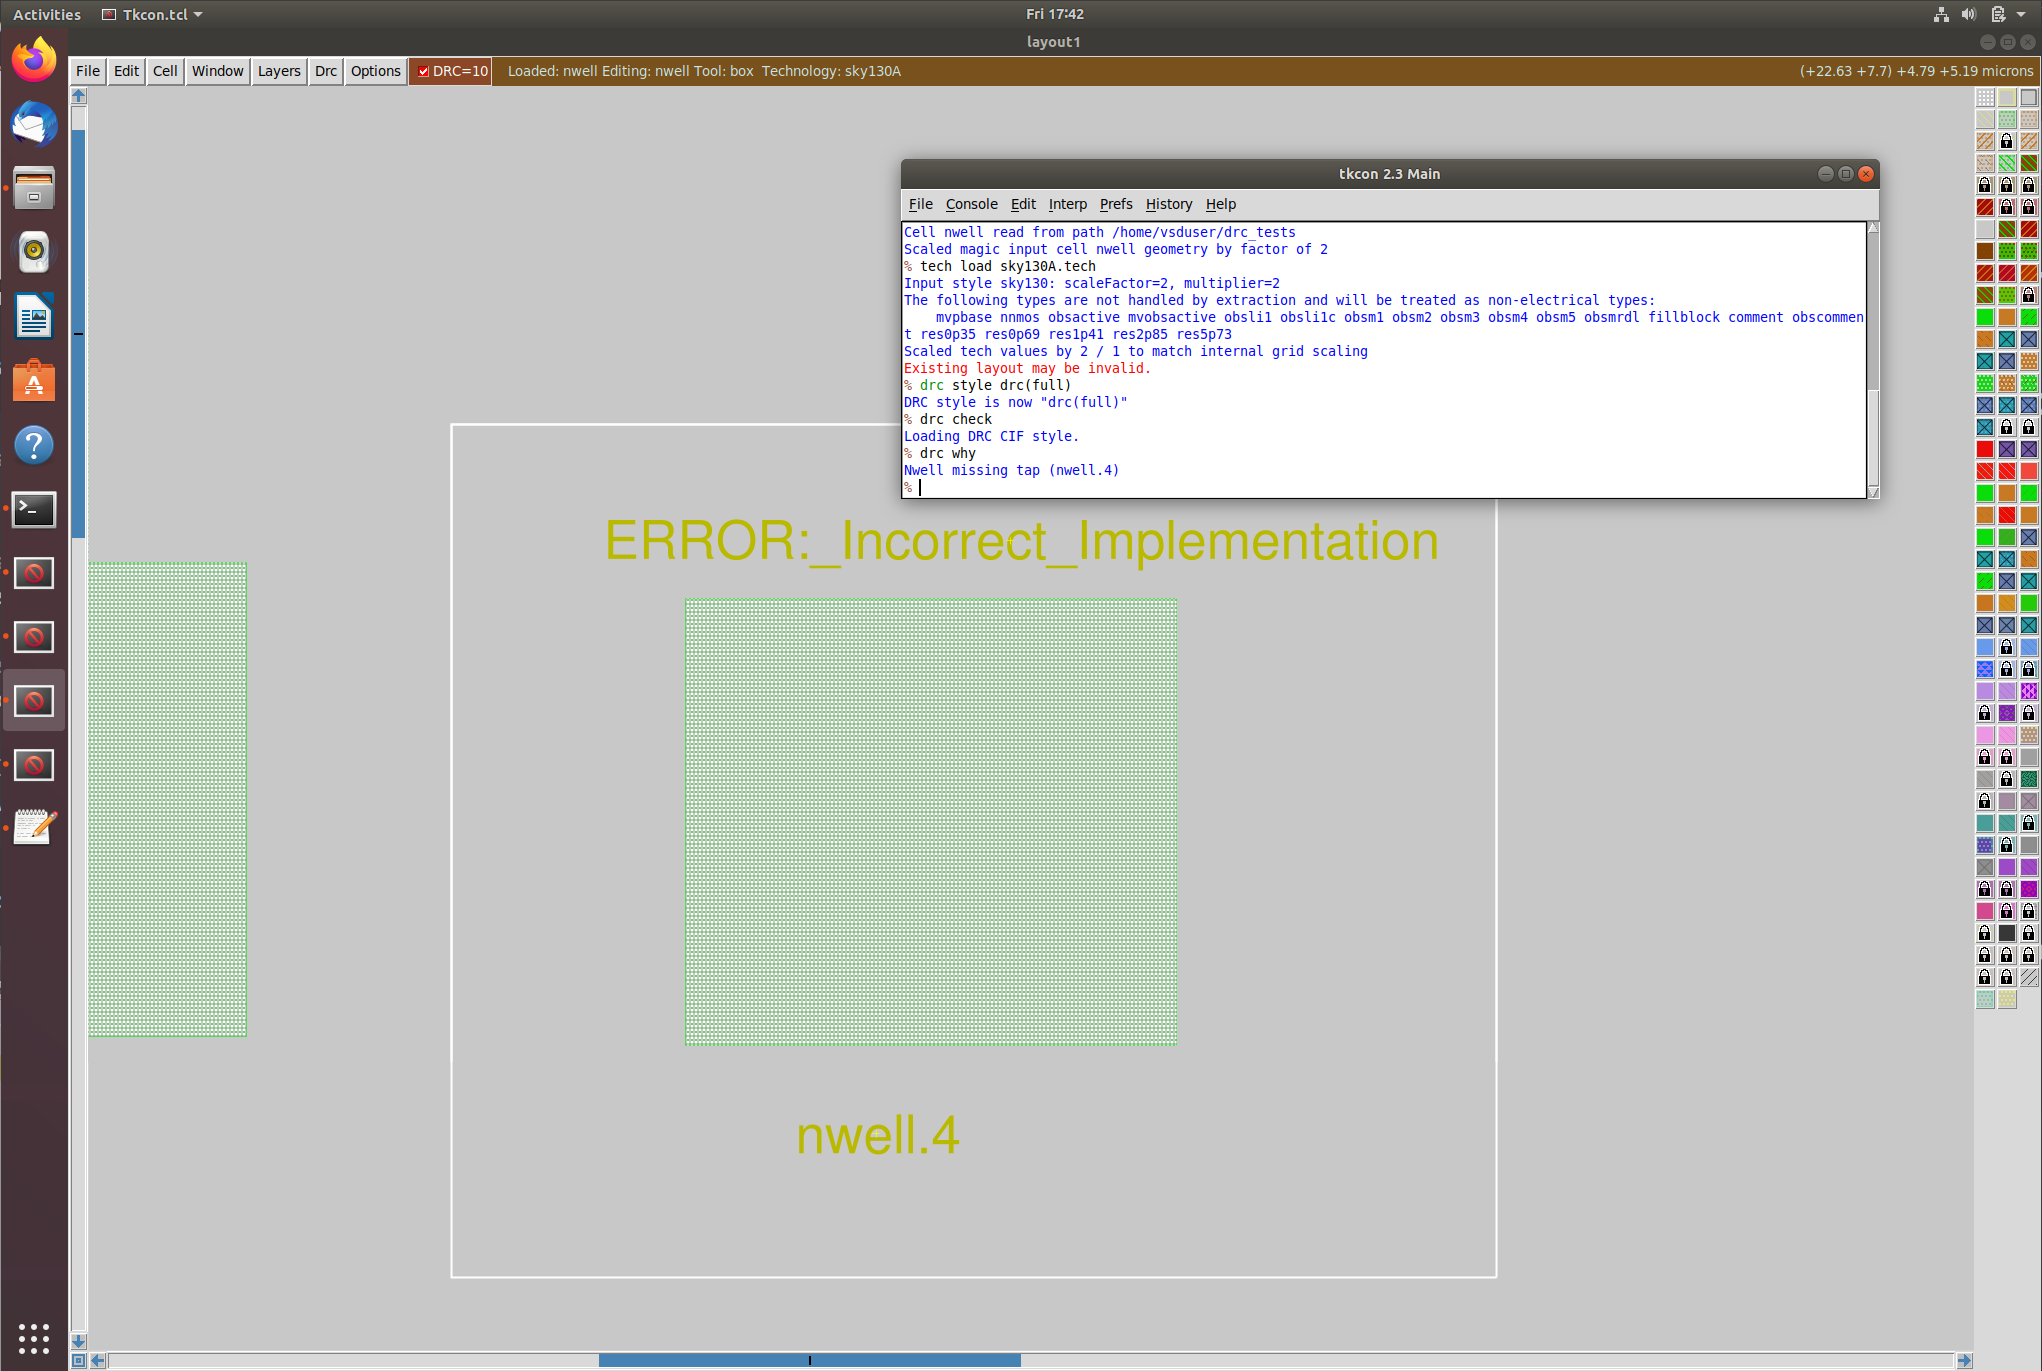 Activities Tkcon.tcl Fri 17:42
layout1
File Edit Cell Window Layers Drc Options DRC=10 Loaded: nwell Editing: nwell Tool: box Technology: sky130A (+22.63 +7.7) +4.79 +5.19 microns
tkcon 2.3 Main
File Console Edit Interp Prefs History Help
Cell nwell read from path /home/vsduser/drc_tests
Scaled magic input cell nwell geometry by factor of 2
% tech load sky130A.tech
Input style sky130: scaleFactor=2, multiplier=2
The following types are not handled by extraction and will be treated as non-electrical types:
mvpbase nnmos obsactive mvobsactive obsli1 obsli1c obsm1 obsm2 obsm3 obsm4 obsm5 obsmrdl fillblock comment obscommen
t res0p35 res0p69 res1p41 res2p85 res5p73
Scaled tech values by 2 / 1 to match internal grid scaling
Existing layout may be invalid.
% drc style drc(full)
DRC style is now "drc(full)"
% drc check
Loading DRC CIF style.
% drc why
Nwell missing tap (nwell.4)
%
ERROR:_Incorrect_Implementation
nwell.4